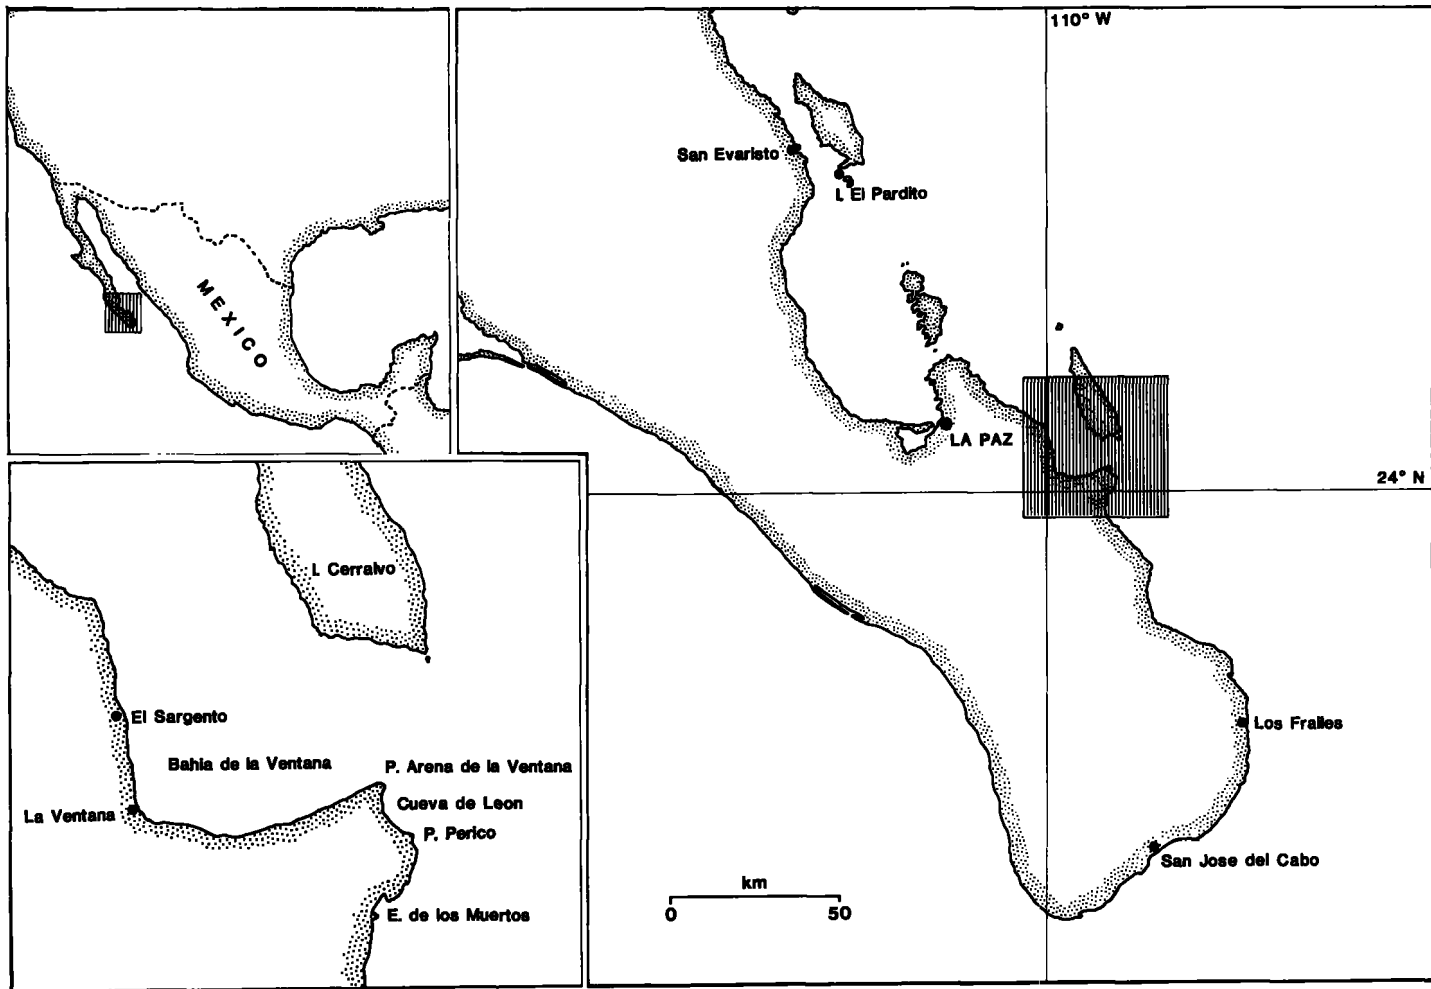 MEXICO
110° W
San Evaristo
I. El Pardito
LA PAZ
24° N
Los Frailes
San Jose del Cabo
km
0 50
I. Cerralvo
El Sargento
Bahia de la Ventana
P. Arena de la Ventana
Cueva de Leon
La Ventana
P. Perico
E. de los Muertos